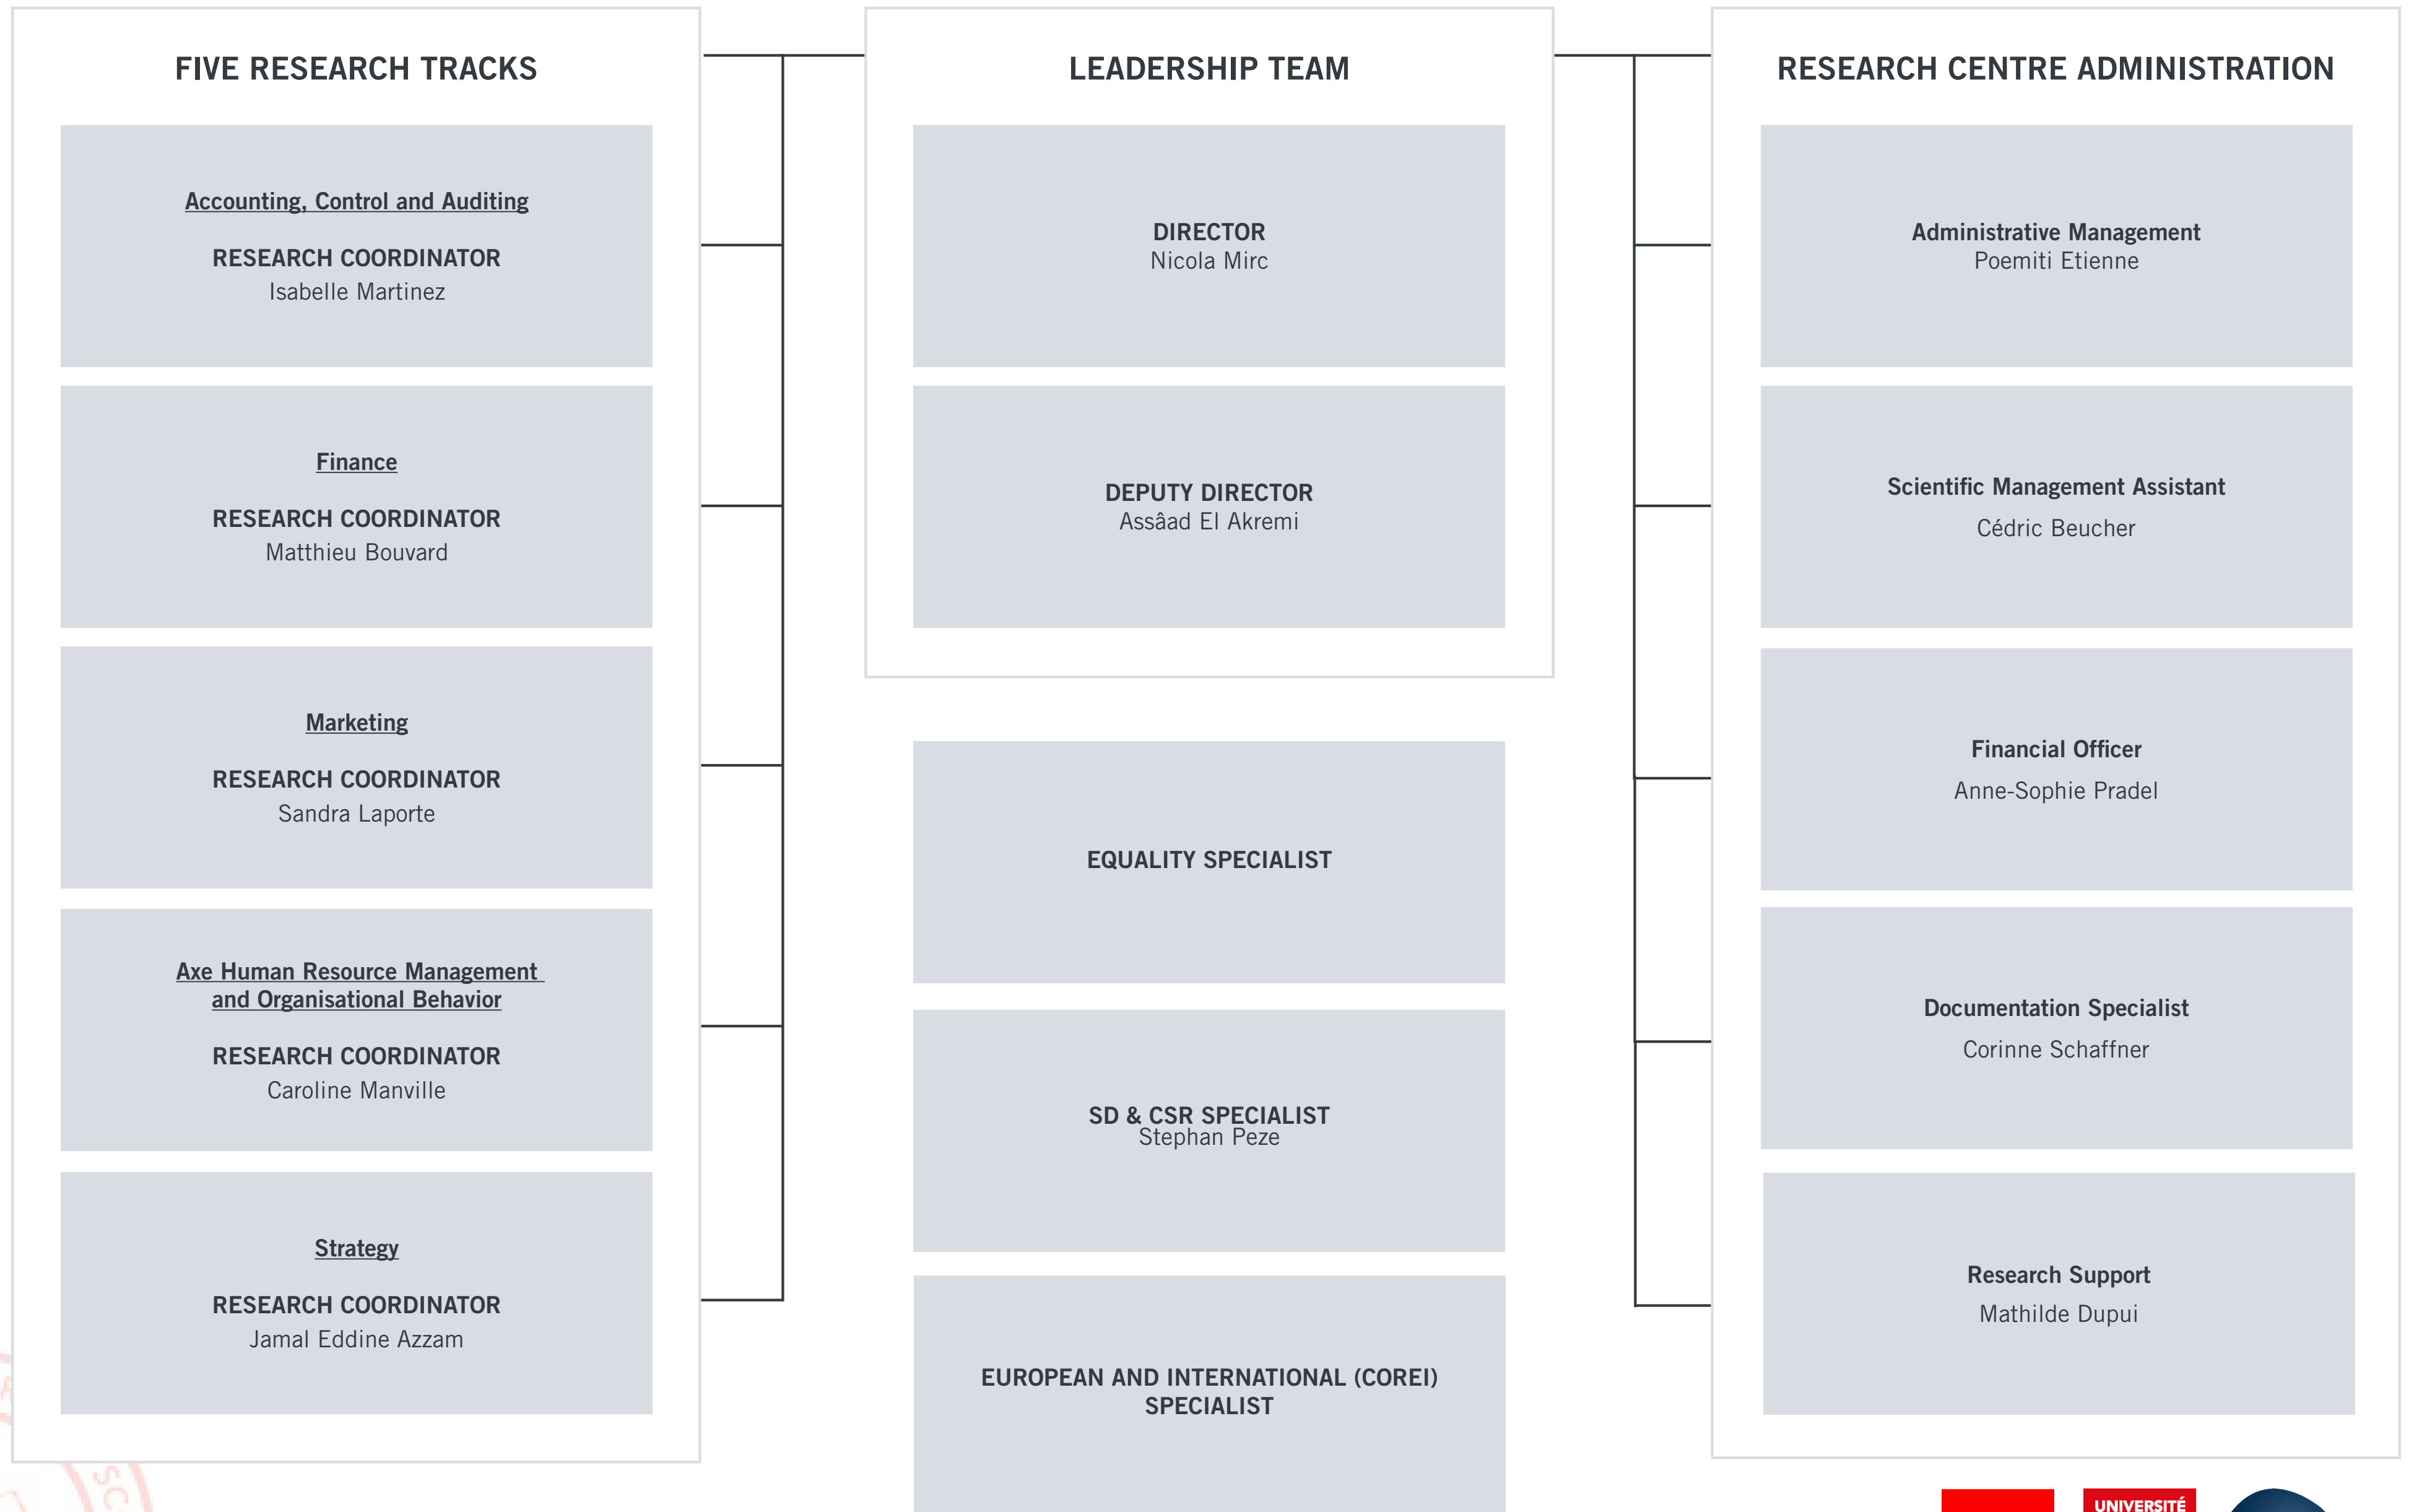 FIVE RESEARCH TRACKS
Accounting, Control and Auditing
RESEARCH COORDINATOR
Isabelle Martinez
Finance
RESEARCH COORDINATOR
Matthieu Bouvard
Marketing
RESEARCH COORDINATOR
Sandra Laporte
Axe Human Resource Management
and Organisational Behavior
RESEARCH COORDINATOR
Caroline Manville
Strategy
RESEARCH COORDINATOR
Jamal Eddine Azzam
LEADERSHIP TEAM
DIRECTOR
Nicola Mirc
DEPUTY DIRECTOR
Assâad El Akremi
EQUALITY SPECIALIST
SD & CSR SPECIALIST
Stephan Peze
EUROPEAN AND INTERNATIONAL (COREI)
SPECIALIST
RESEARCH CENTRE ADMINISTRATION
Administrative Management
Poemiti Etienne
Scientific Management Assistant
Cédric Beucher
Financial Officer
Anne-Sophie Pradel
Documentation Specialist
Corinne Schaffner
Research Support
Mathilde Dupui
UNIVERSITÉ